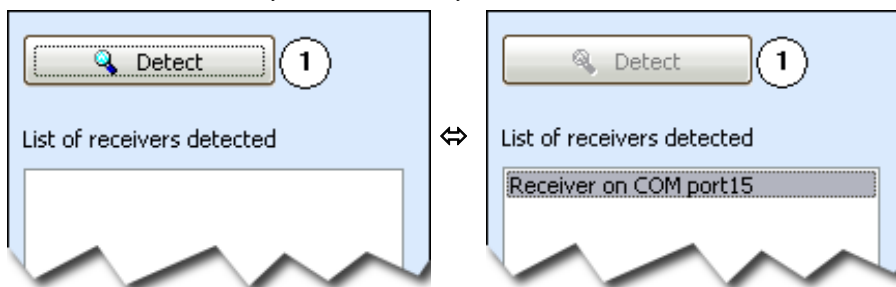 Detect 1
List of receivers detected
⇔
Detect 1
List of receivers detected
Receiver on COM port15